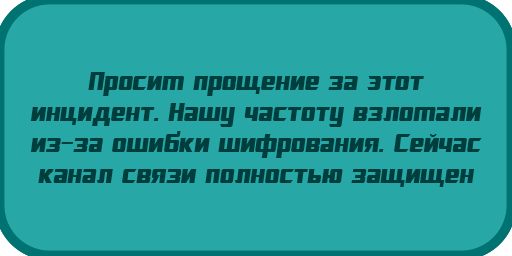 Просит прощение за этот
инцидент. Нашу частоту взлотали
из-за ошибки шифрования. Сейчас
канал связи полностью защищен